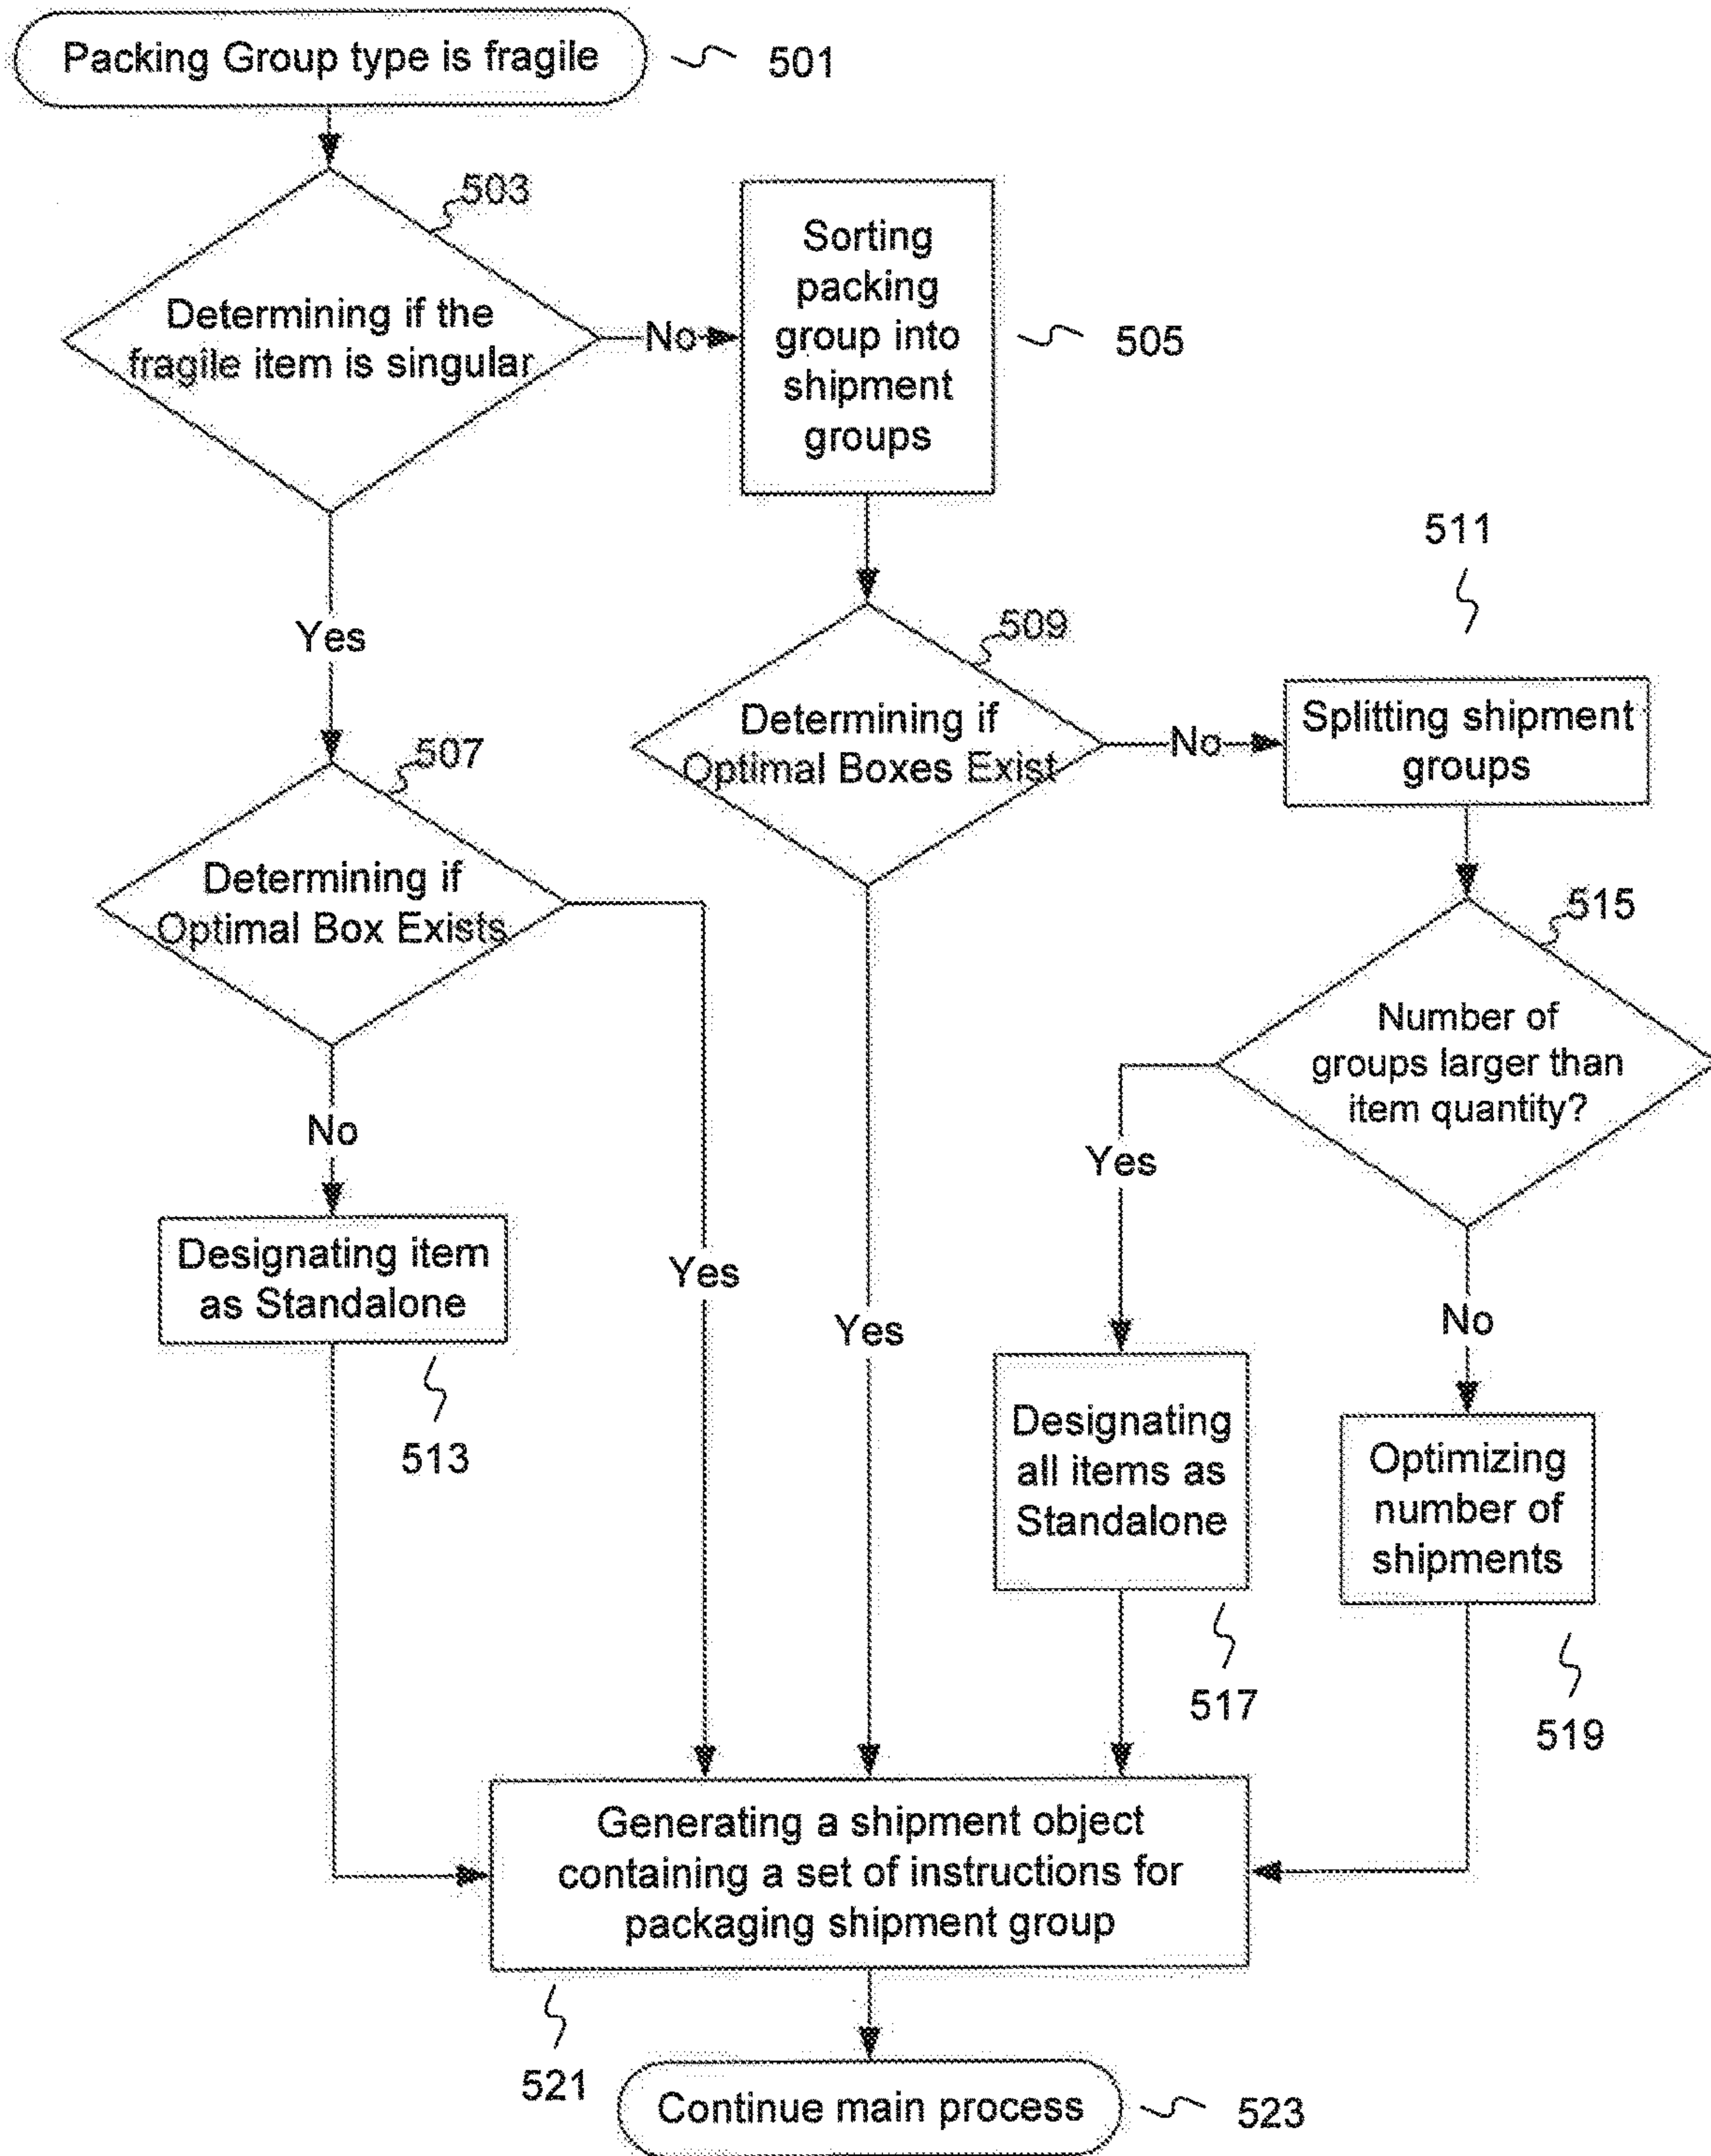 Packing Group type is fragile
501
503
Determining if the
fragile item is singular
No
Sorting
packing
group into
shipment
groups
505
Yes
511
509
Determining if
Optimal Boxes Exist
No
Splitting shipment
groups
507
Determining if
Optimal Box Exists
515
Number of
groups larger than
item quantity?
No
Yes
Designating item
as Standalone
513
Yes
Yes
No
Designating
all items as
Standalone
517
Optimizing
number of
shipments
519
Generating a shipment object
containing a set of instructions for
packaging shipment group
521
Continue main process
523